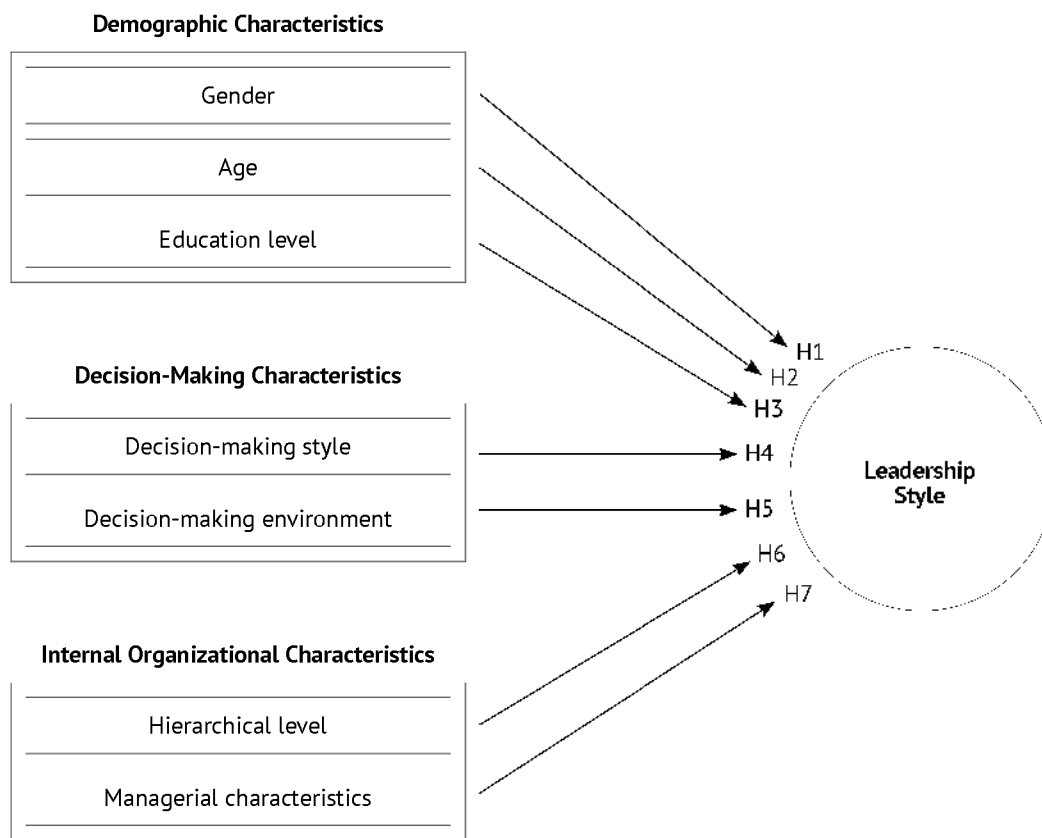 Demographic Characteristics
Gender
Age
Education level
Decision-Making Characteristics
Decision-making style
Decision-making environment
Internal Organizational Characteristics
Hierarchical level
Managerial characteristics
H1
H2
H3
H4
H5
H6
H7
Leadership
Style